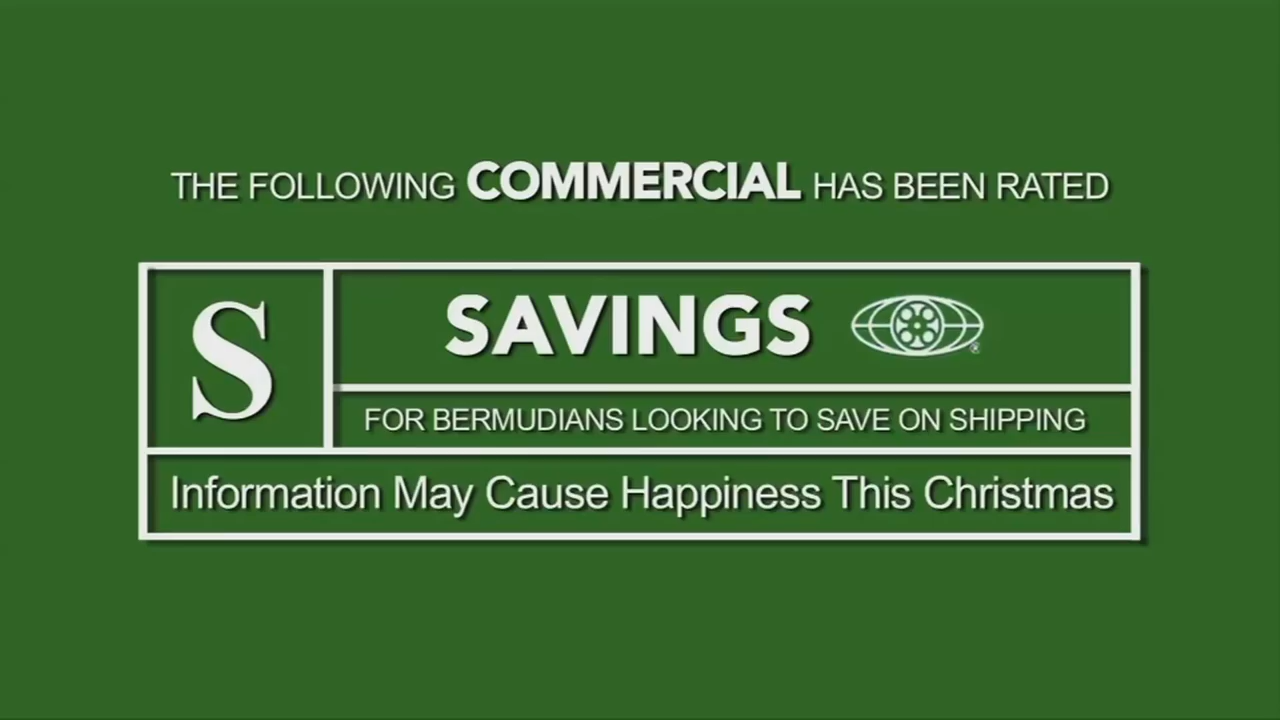 THE FOLLOWING COMMERCIAL HAS BEEN RATED
S
SAVINGS
FOR BERMUDIANS LOOKING TO SAVE ON SHIPPING
Information May Cause Happiness This Christmas